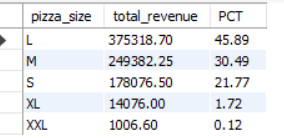 pizza_size total_revenue PCT
L 375318.70 45.89
M 249382.25 30.49
S 178076.50 21.77
XL 14076.00 1.72
XXL 1006.60 0.12